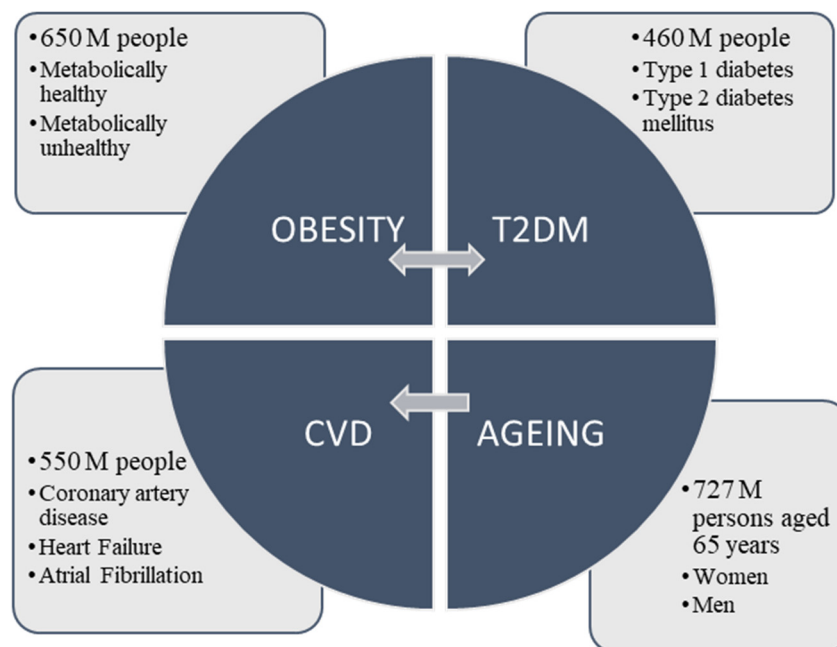 •650 M people
•Metabolically
healthy
•Metabolically
unhealthy
•460 M people
•Type 1 diabetes
•Type 2 diabetes
mellitus
OBESITY
T2DM
CVD
AGEING
•550 M people
•Coronary artery
disease
•Heart Failure
•Atrial Fibrillation
•727 M
persons aged
65 years
•Women
•Men